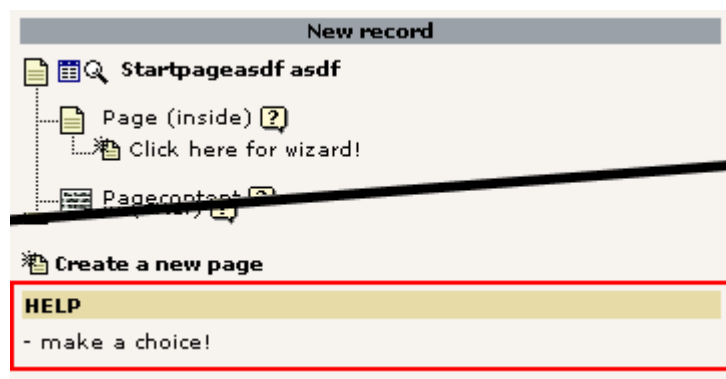 New record
Startpageasdf asdf
Page (inside) ?
Click here for wizard!
Pagecontent ?
Create a new page
HELP
- make a choice!